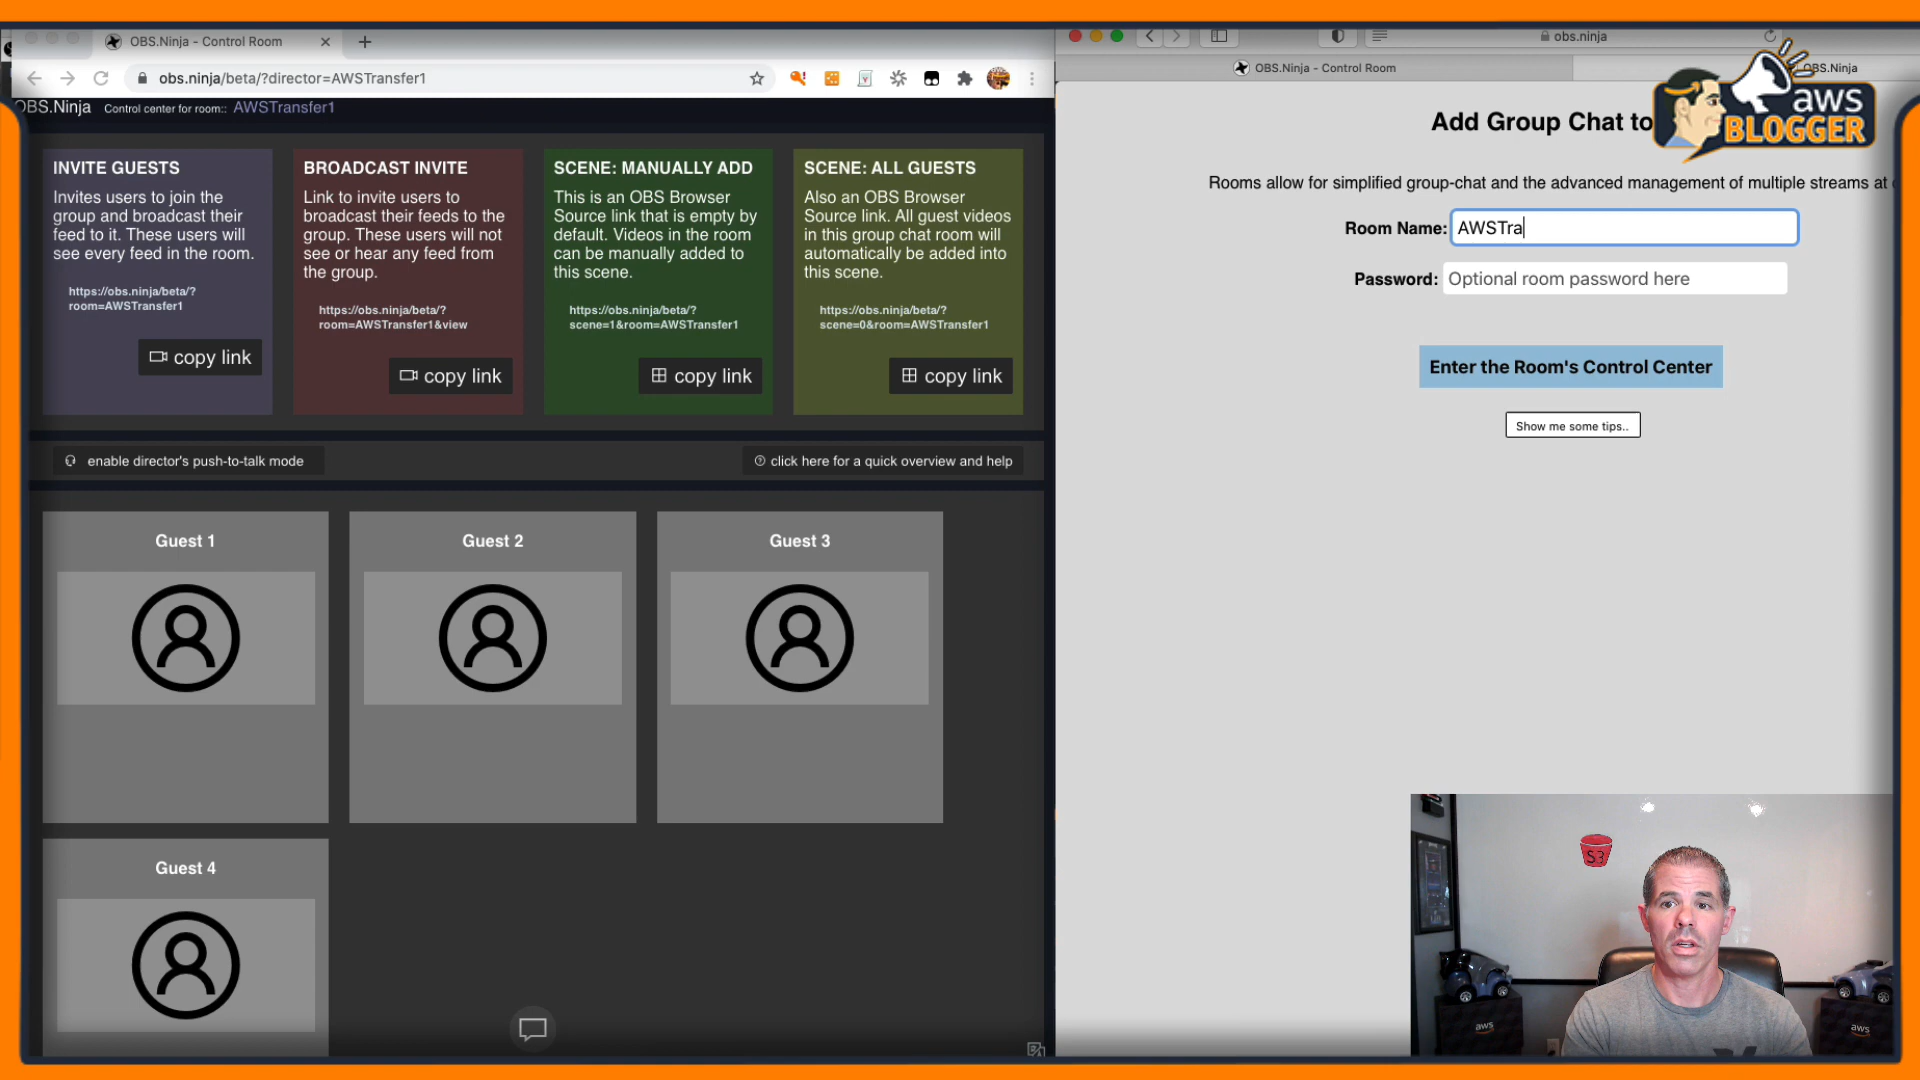 OBS.Ninja - Control Room
obs.ninja/beta/?director=AWSTransfer1
OBS.Ninja Control center for room:: AWSTransfer1
INVITE GUESTS
Invites users to join the
group and broadcast their
feed to it. These users will
see every feed in the room.
https://obs.ninja/beta/?
room=AWSTransfer1
copy link
BROADCAST INVITE
Link to invite users to
broadcast their feeds to the
group. These users will not
see or hear any feed from
the group.
https://obs.ninja/beta/?
room=AWSTransfer1&view
copy link
SCENE: MANUALLY ADD
This is an OBS Browser
Source link that is empty by
default. Videos in the room
can be manually added to
this scene.
https://obs.ninja/beta/?
scene=1&room=AWSTransfer1
copy link
SCENE: ALL GUESTS
Also an OBS Browser
Source link. All guest videos
in this group chat room will
automatically be added into
this scene.
https://obs.ninja/beta/?
scene=0&room=AWSTransfer1
copy link
enable director's push-to-talk mode
click here for a quick overview and help
Guest 1
Guest 2
Guest 3
Guest 4
obs.ninja
OBS.Ninja - Control Room
OBS.Ninja
aws
BLOGGER
Add Group Chat to
Rooms allow for simplified group-chat and the advanced management of multiple streams at
Room Name: AWSTra
Password: Optional room password here
Enter the Room's Control Center
Show me some tips..
S3
aws
aws